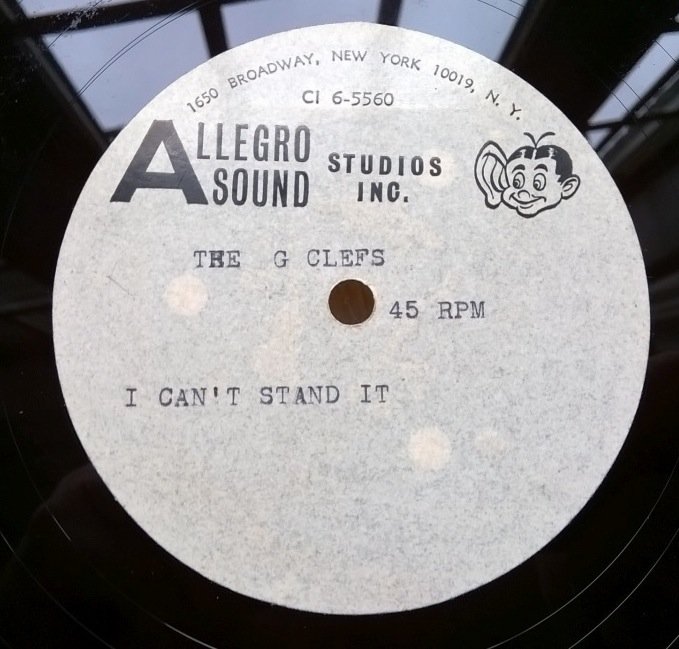 1650 BROADWAY, NEW YORK 10019, N. Y.
CI 6-5560
ALLEGRO SOUND STUDIOS INC.
THE G CLEFS
45 RPM
I CAN'T STAND IT